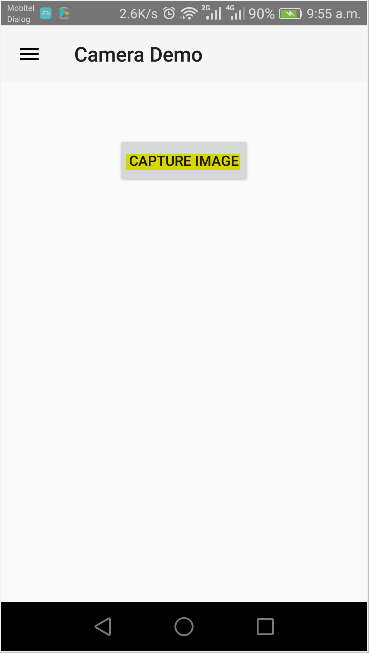 Mobitel
Dialog
2.6K/s 2G 4G 90% 9:55 a.m.
Camera Demo
CAPTURE IMAGE